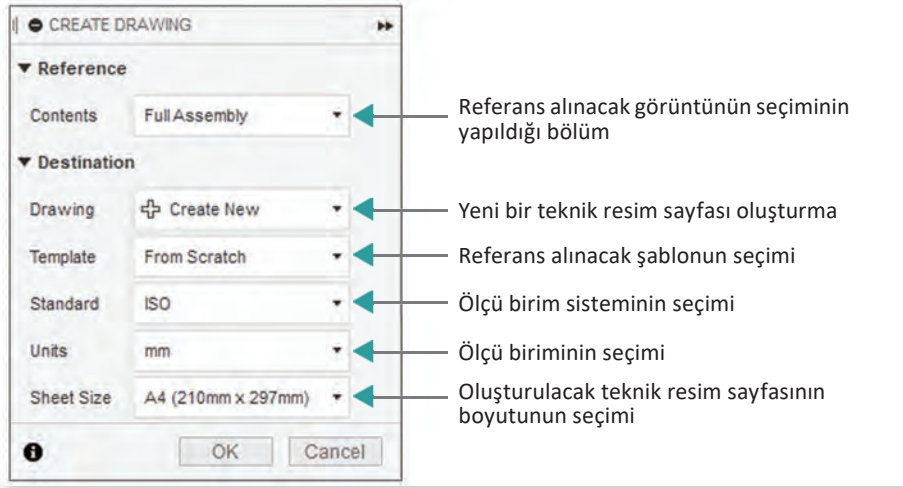 CREATE DRAWING
Reference
Contents Full Assembly
Referans alınacak görüntünün seçiminin
yapıldığı bölüm
Destination
Drawing Create New
Yeni bir teknik resim sayfası oluşturma
Template From Scratch
Referans alınacak şablonun seçimi
Standard ISO
Ölçü birim sisteminin seçimi
Units mm
Ölçü biriminin seçimi
Sheet Size A4 (210mm x 297mm)
Oluşturulacak teknik resim sayfasının
boyutunun seçimi
OK Cancel